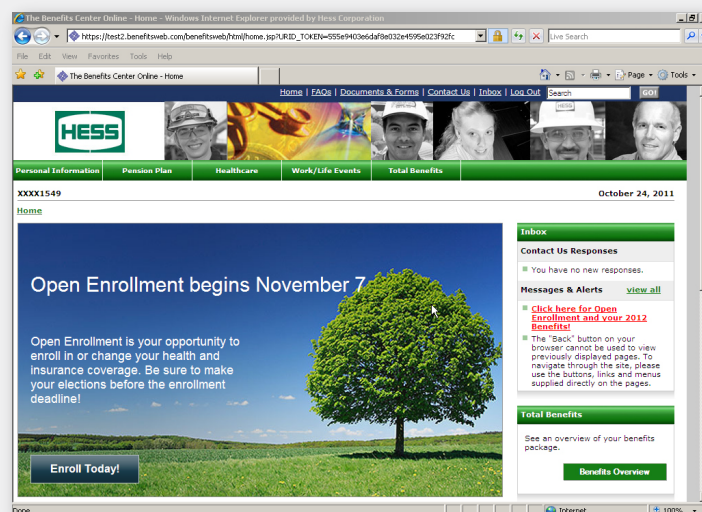 The Benefits Center Online - Home - Windows Internet Explorer provided by Hess Corporation
https://test2.benefitsweb.com/benefitsweb/html/home.jsp?URID_TOKEN=555e9403e6daf8e032e4595e023f92fc
Live Search
File Edit View Favorites Tools Help
The Benefits Center Online - Home
Page Tools
Home | FAQs | Documents & Forms | Contact Us | Inbox | Log Out Search GO!
HESS
HESS
Personal Information Pension Plan Healthcare Work/Life Events Total Benefits
XXXX1549 October 24, 2011
Home
Open Enrollment begins November 7
Open Enrollment is your opportunity to
enroll in or change your health and
insurance coverage. Be sure to make
your elections before the enrollment
deadline!
Enroll Today!
Inbox
Contact Us Responses
You have no new responses.
Messages & Alerts view all
Click here for Open
Enrollment and your 2012
Benefits!
The "Back" button on your
browser cannot be used to view
previously displayed pages. To
navigate through the site, please
use the buttons, links and menus
supplied directly on the pages.
Total Benefits
See an overview of your benefits
package.
Benefits Overview
Done Internet 100%